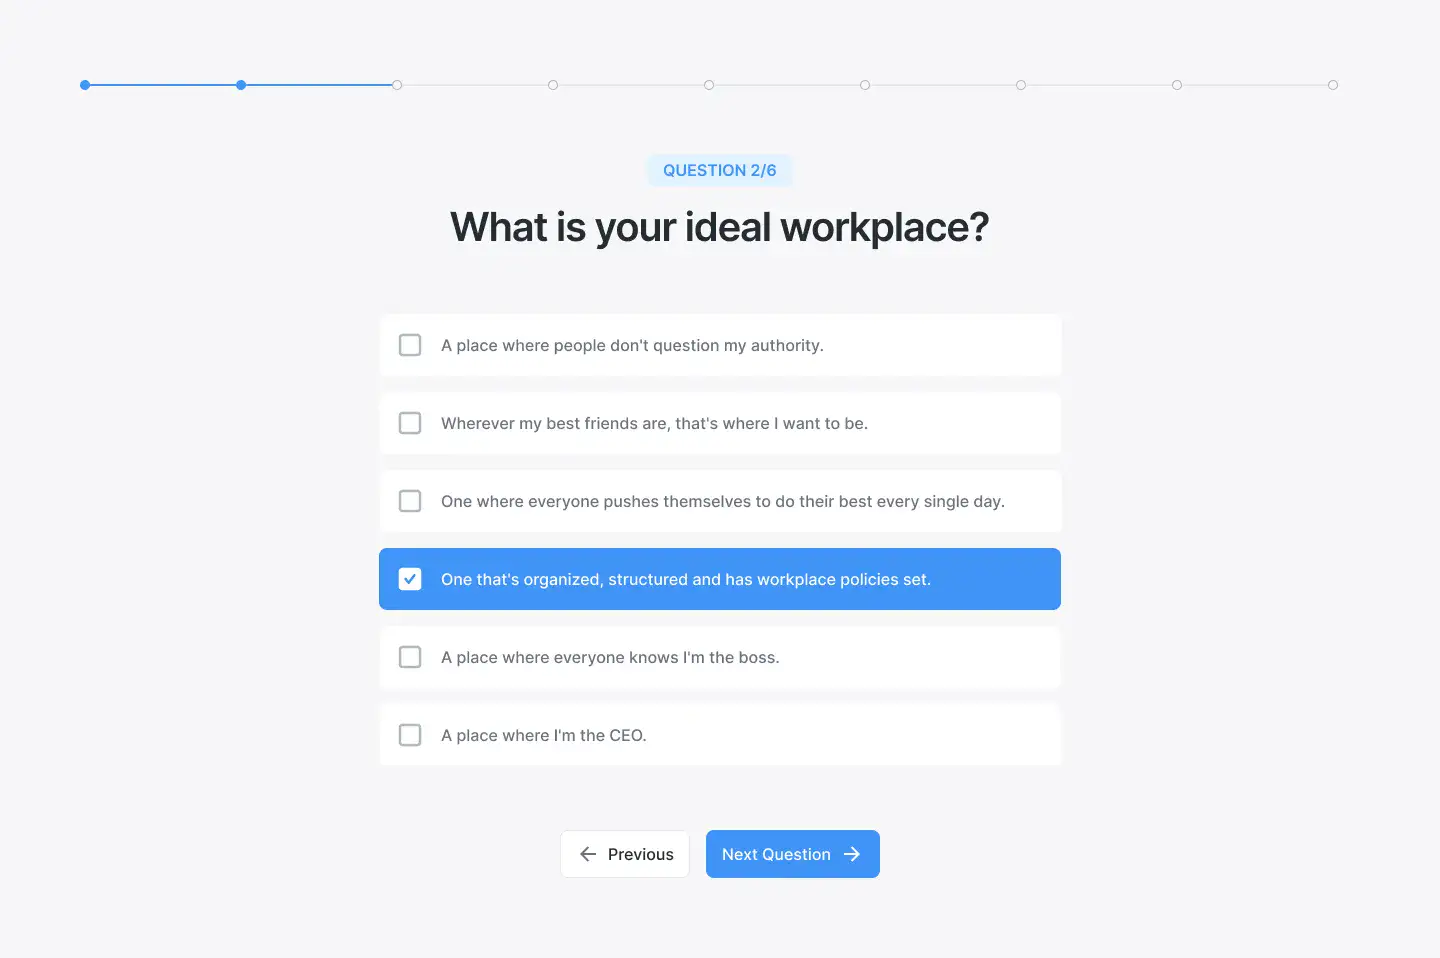 QUESTION 2/6
What is your ideal workplace?
A place where people don't question my authority.
Wherever my best friends are, that's where I want to be.
One where everyone pushes themselves to do their best every single day.
One that's organized, structured and has workplace policies set.
A place where everyone knows I'm the boss.
A place where I'm the CEO.
Previous
Next Question